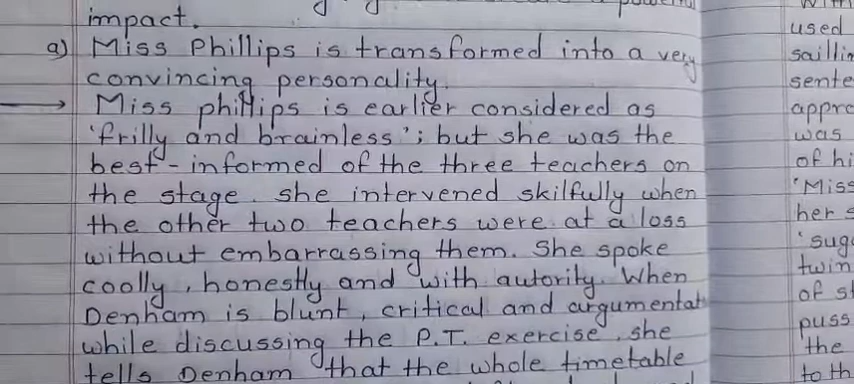 impact.
a) Miss Phillips is transformed into a very
convincing personality.
→ Miss phillips is earlier considered as
'frilly and brainless'; but she was the
best-informed of the three teachers on
the stage. She intervened skilfully when
the other two teachers were at a loss
without embarrassing them. She spoke
coolly, honestly and with autority. When
Denham is blunt, critical and argumentat
while discussing the P.T. exercise, she
tells Denham that the whole timetable
used
saillin
sente
appro
was
of hi
'Miss
her s
'sugg
twin
of st
puss
'the
to th